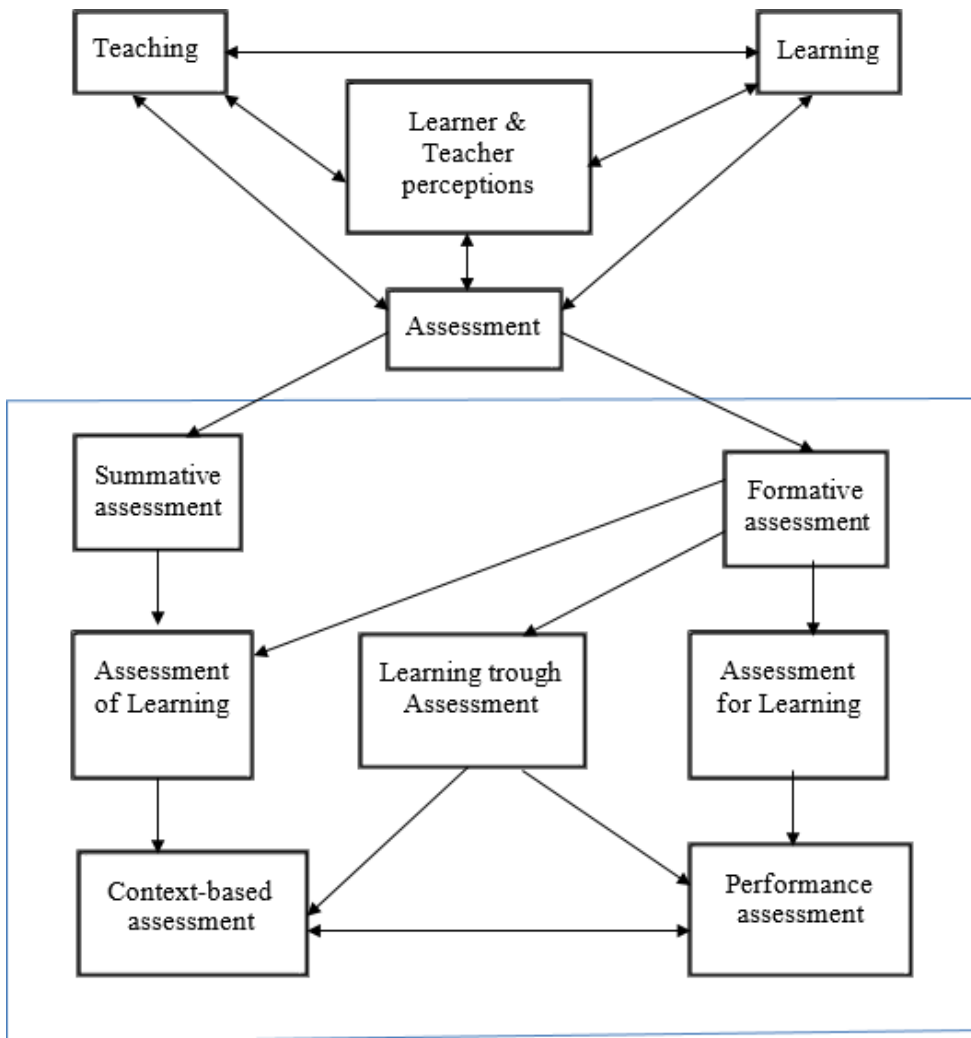 Teaching
Learning
Learner &
Teacher
perceptions
Assessment
Summative
assessment
Formative
assessment
Assessment
of Learning
Learning trough
Assessment
Assessment
for Learning
Context-based
assessment
Performance
assessment